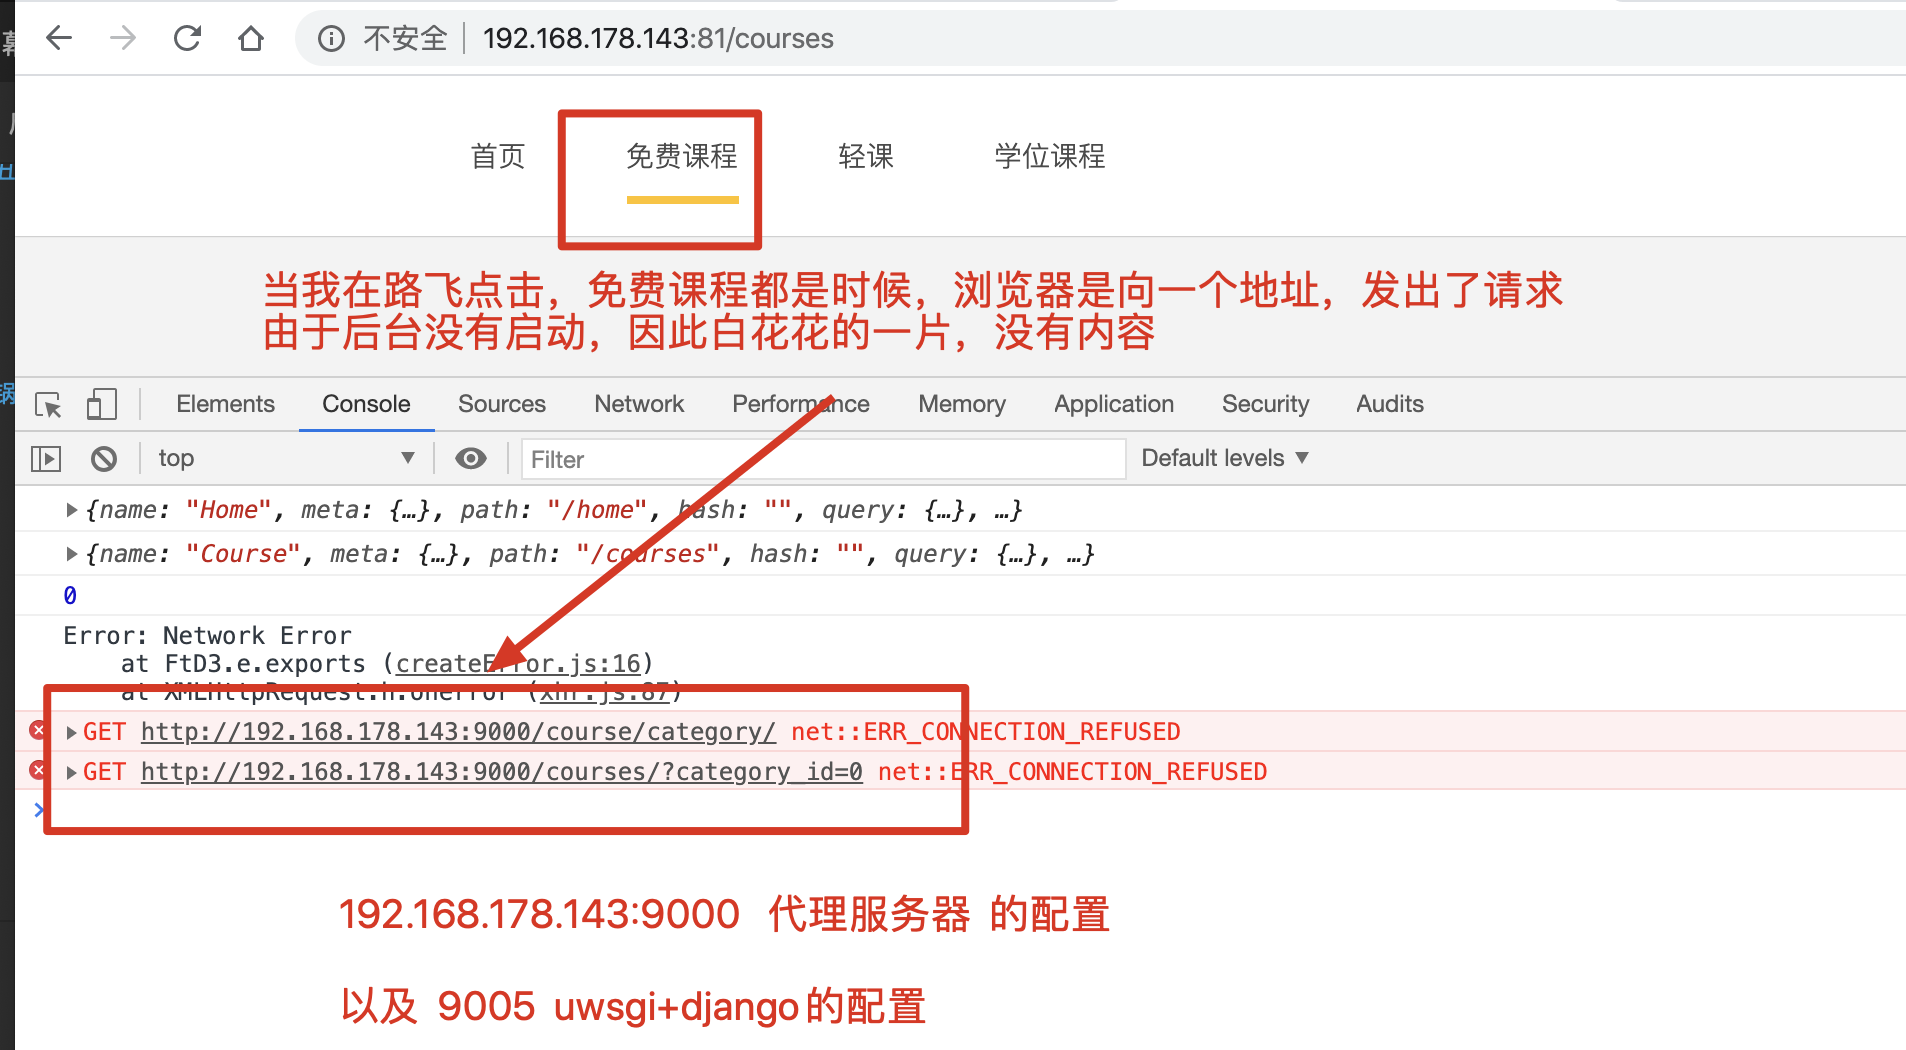 不安全 192.168.178.143:81/courses
首页 免费课程 轻课 学位课程
当我在路飞点击，免费课程都是时候，浏览器是向一个地址，发出了请求
由于后台没有启动，因此白花花的一片，没有内容
Elements Console Sources Network Performance Memory Application Security Audits
top Filter Default levels
{name: "Home", meta: {…}, path: "/home", hash: "", query: {…}, …}
{name: "Course", meta: {…}, path: "/courses", hash: "", query: {…}, …}
0
Error: Network Error
at FtD3.e.exports (createError.js:16)
at XMLHttpRequest.h.onerror (xhr.js:87)
GET http://192.168.178.143:9000/course/category/ net::ERR_CONNECTION_REFUSED
GET http://192.168.178.143:9000/courses/?category_id=0 net::ERR_CONNECTION_REFUSED
192.168.178.143:9000 代理服务器 的配置
以及 9005 uwsgi+django的配置